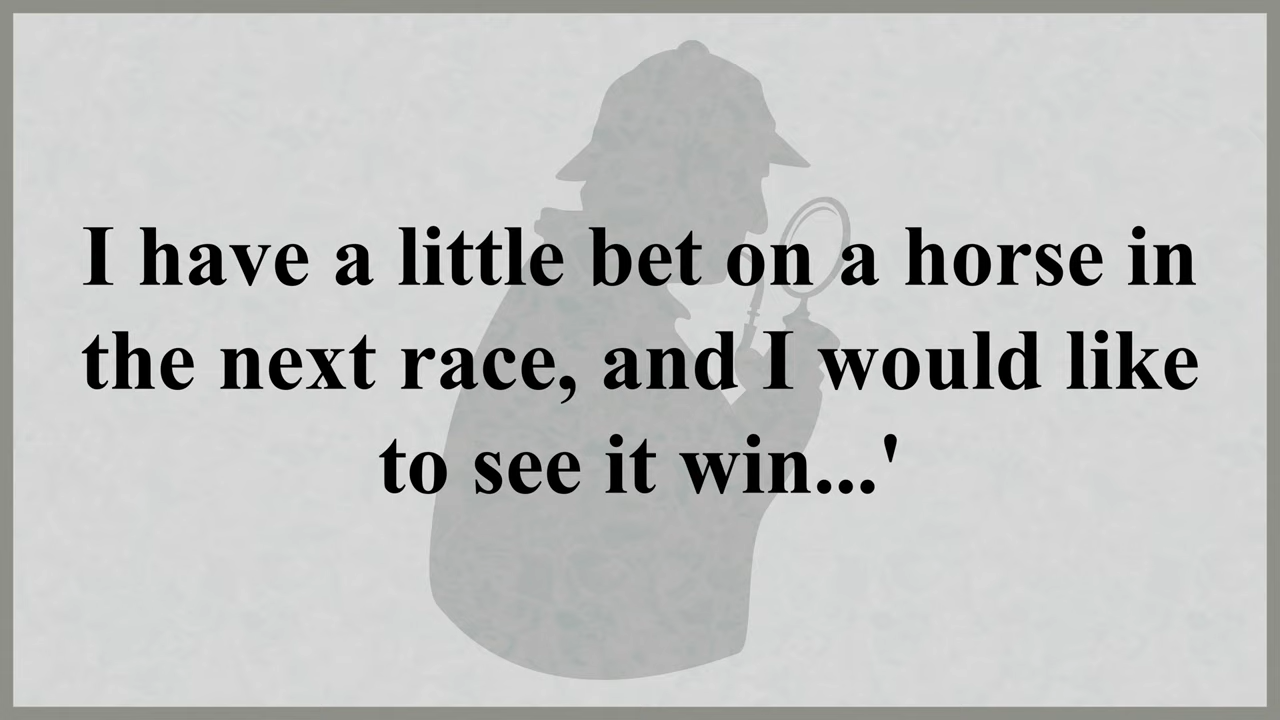 I have a little bet on a horse in
the next race, and I would like
to see it win...'